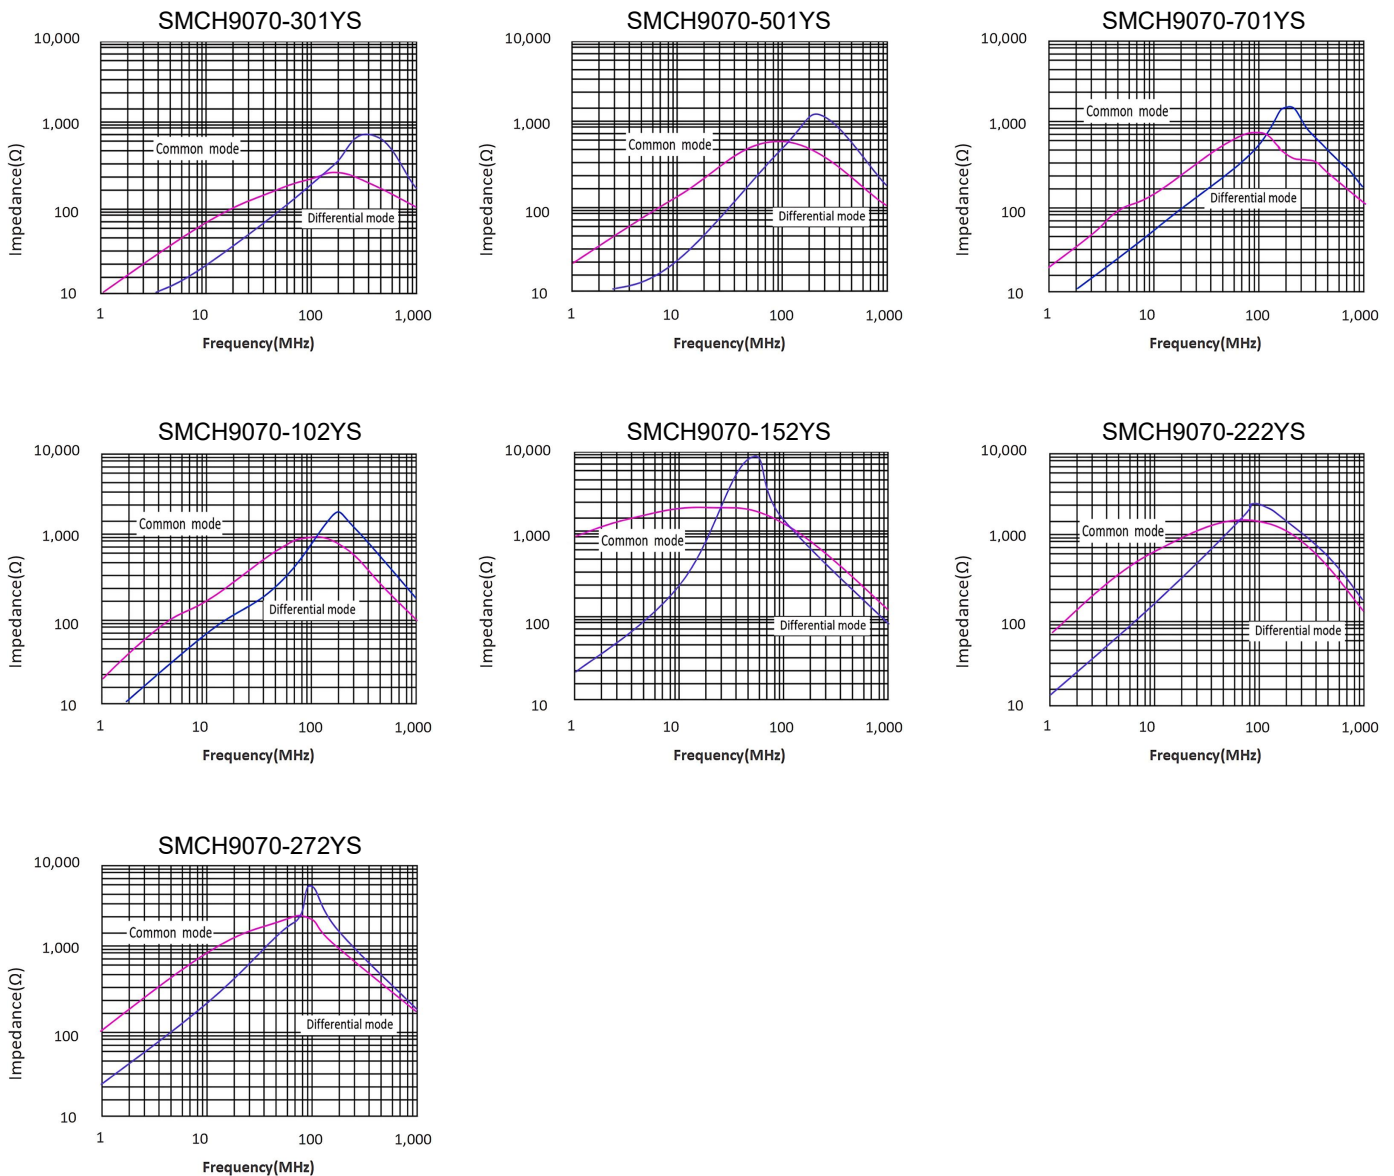 SMCH9070-301YS
10,000
1,000
100
10
Impedance(Ω)
Common mode
Differential mode
1 10 100 1,000
Frequency(MHz)
SMCH9070-501YS
10,000
1,000
100
10
Impedance(Ω)
Common mode
Differential mode
1 10 100 1,000
Frequency(MHz)
SMCH9070-701YS
10,000
1,000
100
10
Impedance(Ω)
Common mode
Differential mode
1 10 100 1,000
Frequency(MHz)
SMCH9070-102YS
10,000
1,000
100
10
Impedance(Ω)
Common mode
Differential mode
1 10 100 1,000
Frequency(MHz)
SMCH9070-152YS
10,000
1,000
100
10
Impedance(Ω)
Common mode
Differential mode
1 10 100 1,000
Frequency(MHz)
SMCH9070-222YS
10,000
1,000
100
10
Impedance(Ω)
Common mode
Differential mode
1 10 100 1,000
Frequency(MHz)
SMCH9070-272YS
10,000
1,000
100
10
Impedance(Ω)
Common mode
Differential mode
1 10 100 1,000
Frequency(MHz)